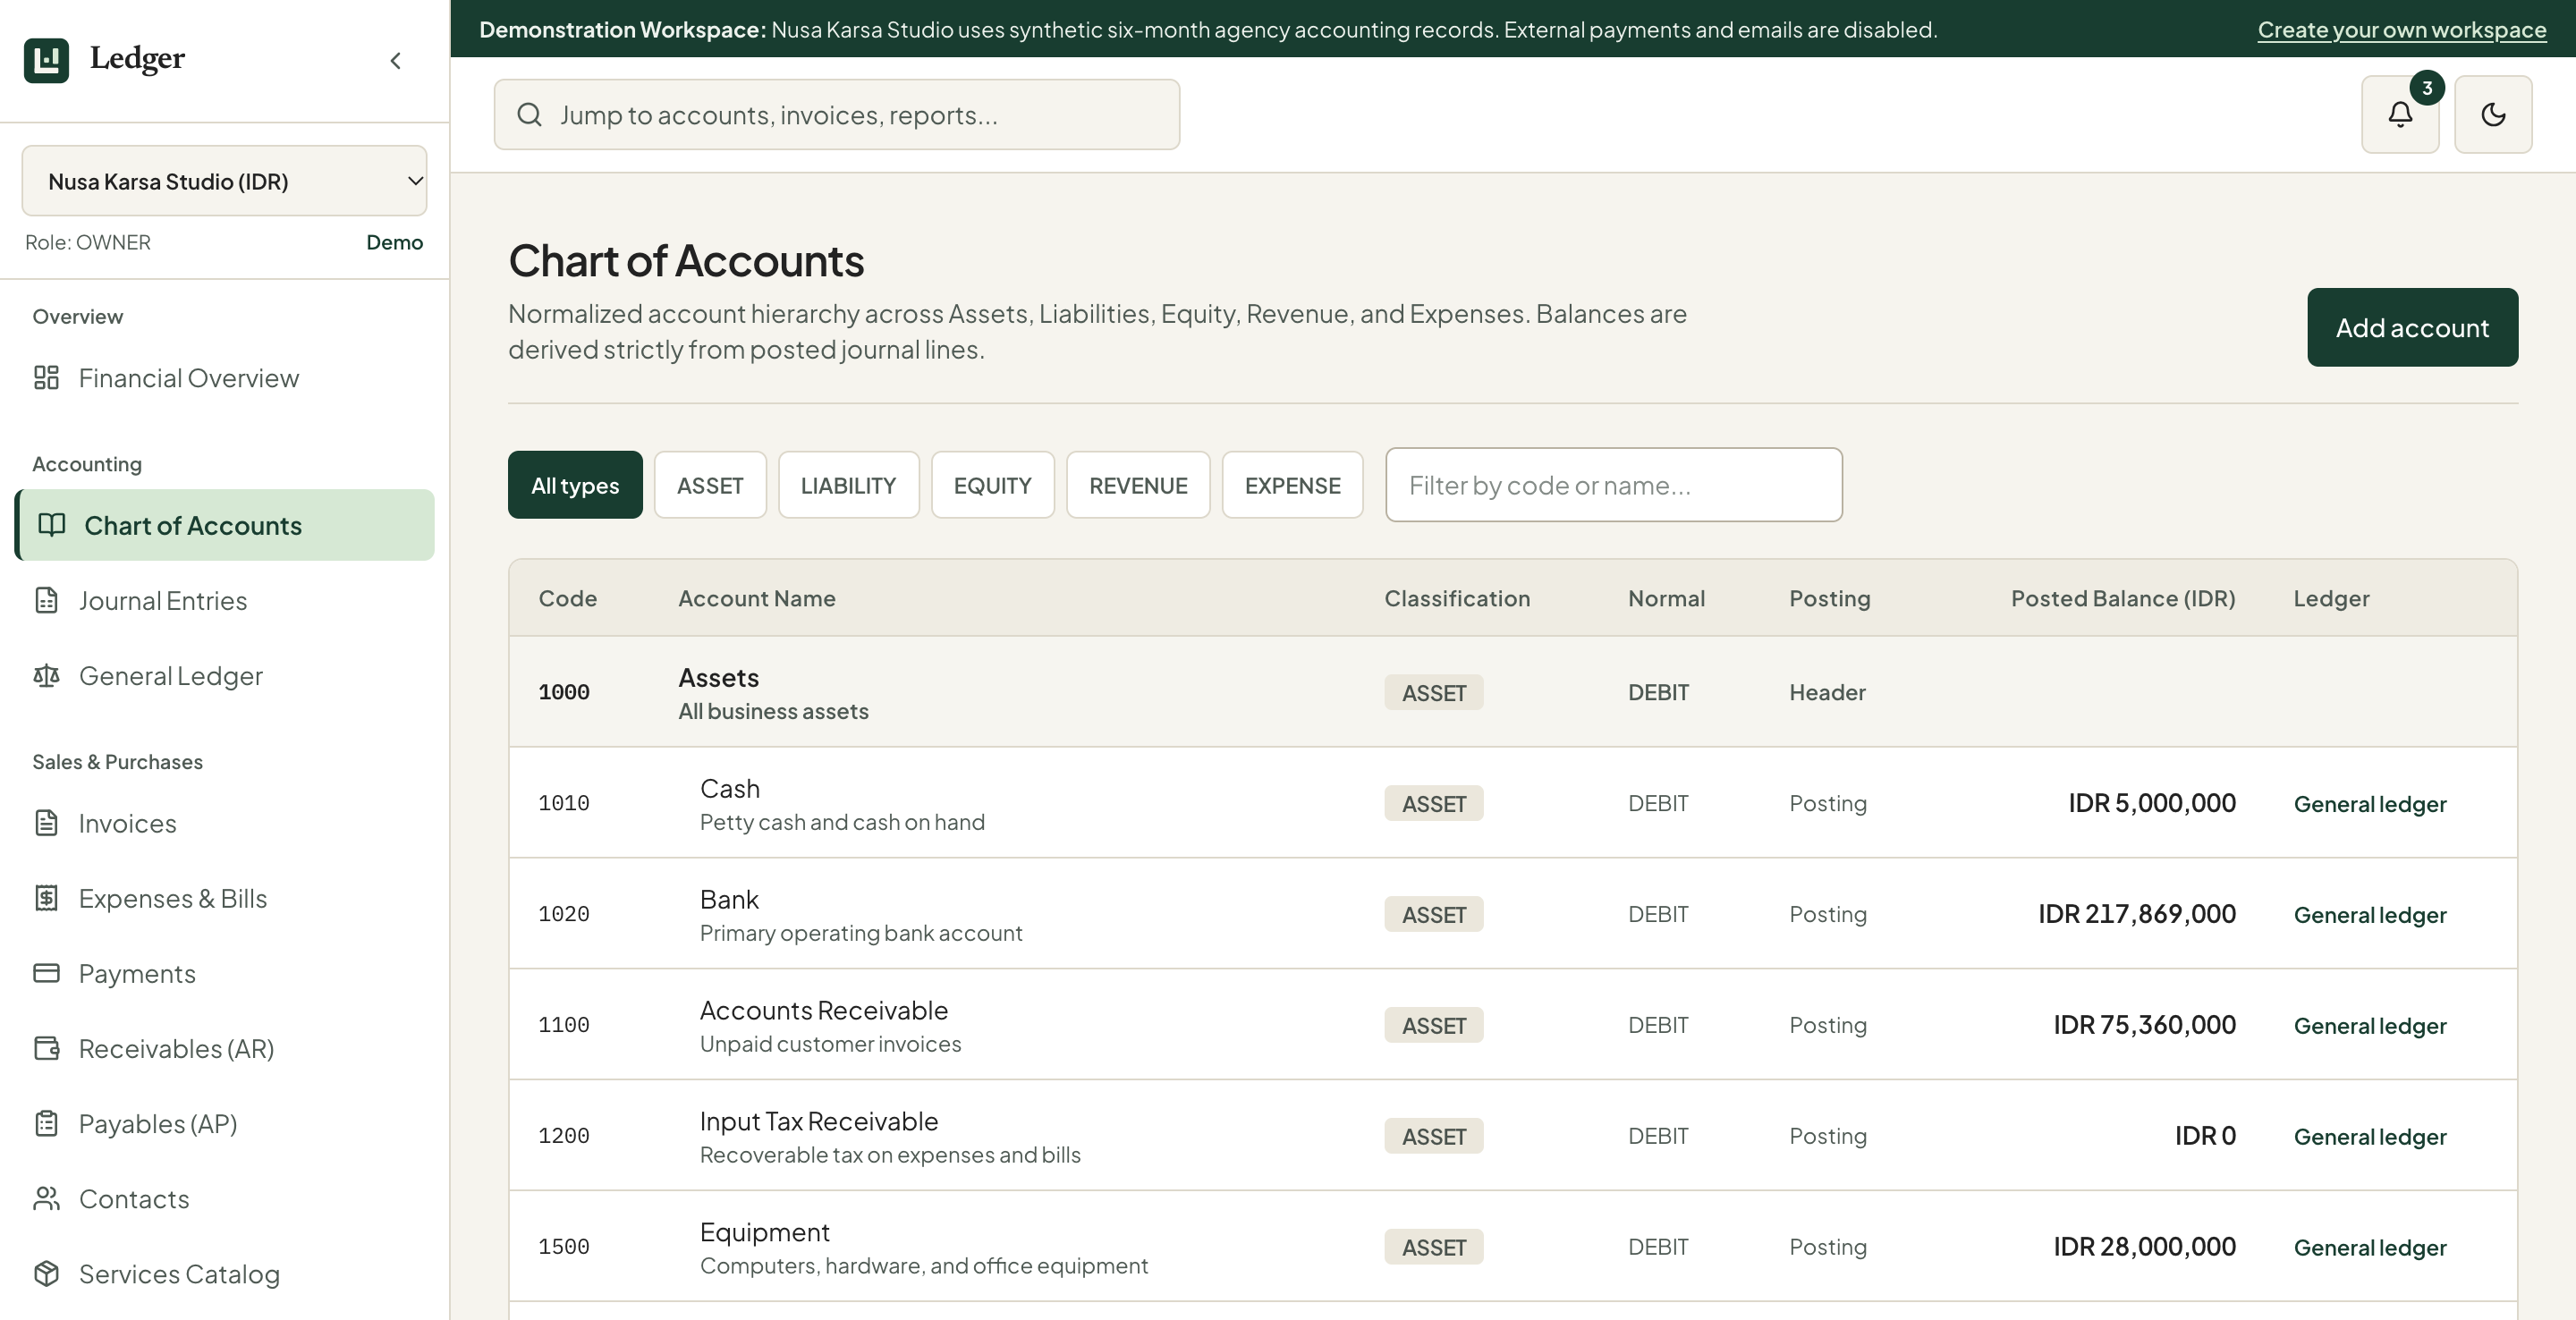 Ledger
Nusa Karsa Studio (IDR)
Role: OWNER
Demo
Overview
Financial Overview
Accounting
Chart of Accounts
Journal Entries
General Ledger
Sales & Purchases
Invoices
Expenses & Bills
Payments
Receivables (AR)
Payables (AP)
Contacts
Services Catalog
Demonstration Workspace: Nusa Karsa Studio uses synthetic six-month agency accounting records. External payments and emails are disabled.
Create your own workspace
Jump to accounts, invoices, reports...
3
Chart of Accounts
Normalized account hierarchy across Assets, Liabilities, Equity, Revenue, and Expenses. Balances are
derived strictly from posted journal lines.
Add account
All types ASSET LIABILITY EQUITY REVENUE EXPENSE Filter by code or name...
Code Account Name Classification Normal Posting Posted Balance (IDR) Ledger
1000 Assets ASSET DEBIT Header
All business assets
1010 Cash ASSET DEBIT Posting IDR 5,000,000 General ledger
Petty cash and cash on hand
1020 Bank ASSET DEBIT Posting IDR 217,869,000 General ledger
Primary operating bank account
1100 Accounts Receivable ASSET DEBIT Posting IDR 75,360,000 General ledger
Unpaid customer invoices
1200 Input Tax Receivable ASSET DEBIT Posting IDR 0 General ledger
Recoverable tax on expenses and bills
1500 Equipment ASSET DEBIT Posting IDR 28,000,000 General ledger
Computers, hardware, and office equipment